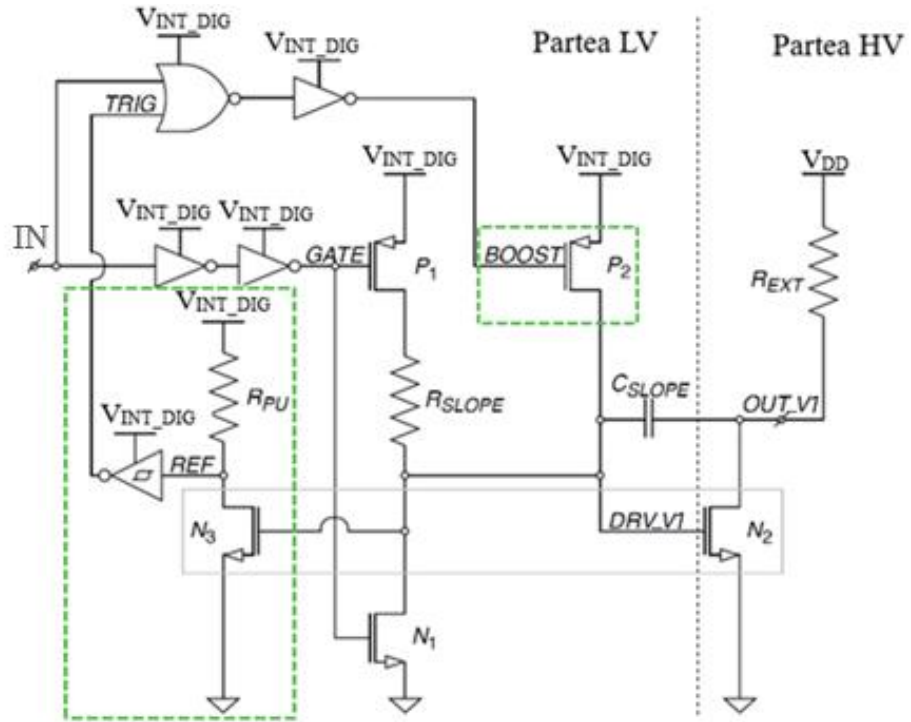 V_INT_DIG
V_INT_DIG
Partea LV
Partea HV
TRIG
V_INT_DIG
V_INT_DIG
V_DD
V_INT_DIG
V_INT_DIG
IN
GATE
P_1
BOOST
P_2
R_EXT
V_INT_DIG
R_PU
R_SLOPE
C_SLOPE
OUT_V1
V_INT_DIG
REF
N_3
DRV_V1
N_2
N_1